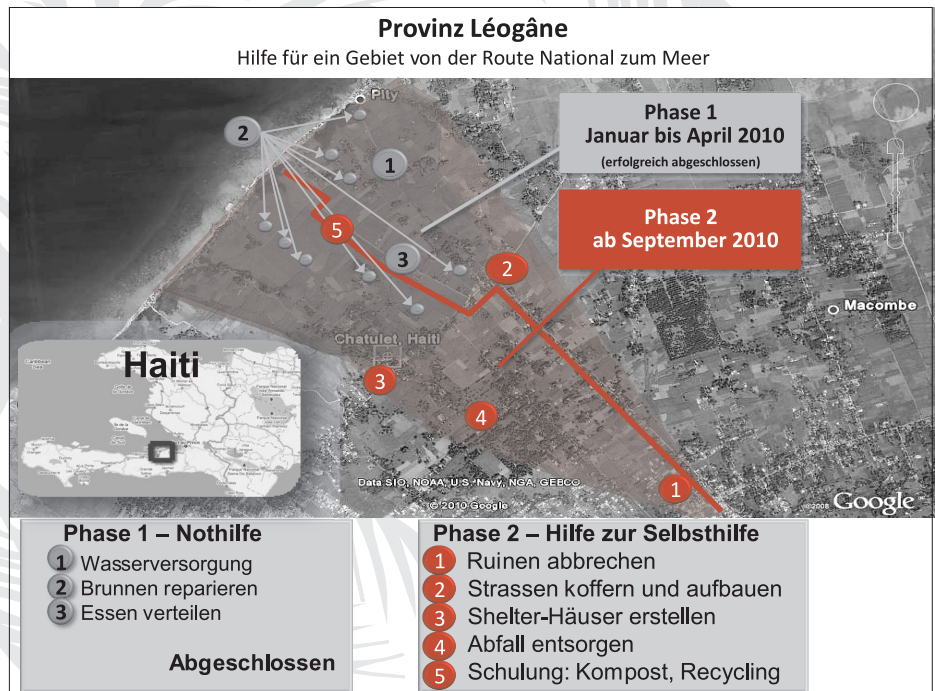 Provinz Léogâne
Hilfe für ein Gebiet von der Route National zum Meer
Pity
Phase 1
Januar bis April 2010
(erfolgreich abgeschlossen)
2
1
Phase 2
ab September 2010
5
3
2
Macombe
Chatulet, Haiti
Haiti
3
4
Data SIO, NOAA, U.S. Navy, NGA, GEBCO
© 2010 Google
1
©2008 Google
Phase 1 – Nothilfe
1 Wasserversorgung
2 Brunnen reparieren
3 Essen verteilen
Abgeschlossen
Phase 2 – Hilfe zur Selbsthilfe
1 Ruinen abbrechen
2 Strassen koffern und aufbauen
3 Shelter-Häuser erstellen
4 Abfall entsorgen
5 Schulung: Kompost, Recycling